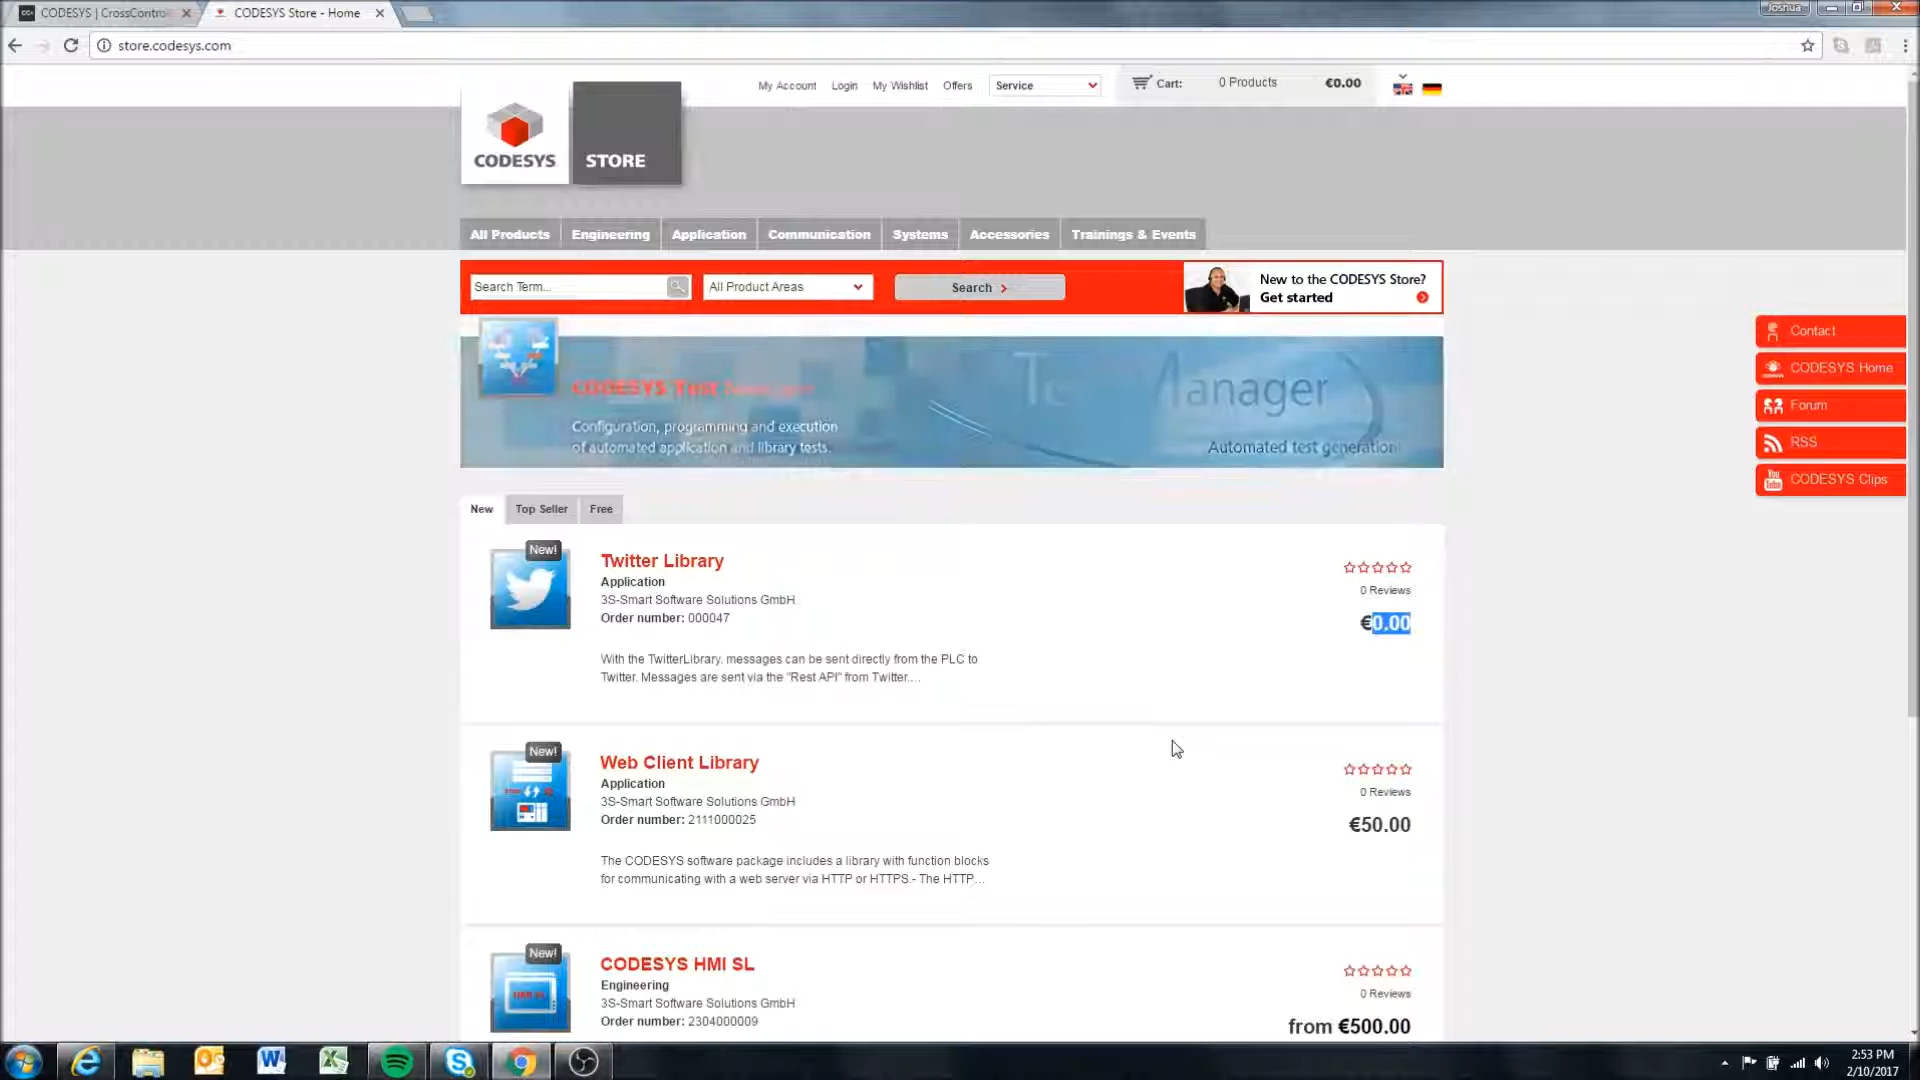 CODESYS | CrossContro
CODESYS Store - Home
Joshua
store.codesys.com
My Account
Login
My Wishlist
Offers
Service
Cart:
0 Products
€0.00
CODESYS
STORE
All Products
Engineering
Application
Communication
Systems
Accessories
Trainings & Events
Search Term...
All Product Areas
Search
New to the CODESYS Store?
Get started
Contact
CODESYS Home
Forum
RSS
You
Tube
CODESYS Clips
CODESYS Test
Manager
Configuration, programming and execution
of automated application and library tests.
Automated test generation!
New
Top Seller
Free
New!
Twitter Library
Application
3S-Smart Software Solutions GmbH
Order number: 000047
0 Reviews
€0.00
With the TwitterLibrary, messages can be sent directly from the PLC to
Twitter. Messages are sent via the "Rest API" from Twitter....
New!
Web Client Library
Application
3S-Smart Software Solutions GmbH
Order number: 2111000025
0 Reviews
€50.00
The CODESYS software package includes a library with function blocks
for communicating with a web server via HTTP or HTTPS.- The HTTP...
New!
CODESYS HMI SL
Engineering
3S-Smart Software Solutions GmbH
Order number: 2304000009
0 Reviews
from €500.00
2:53 PM
2/10/2017